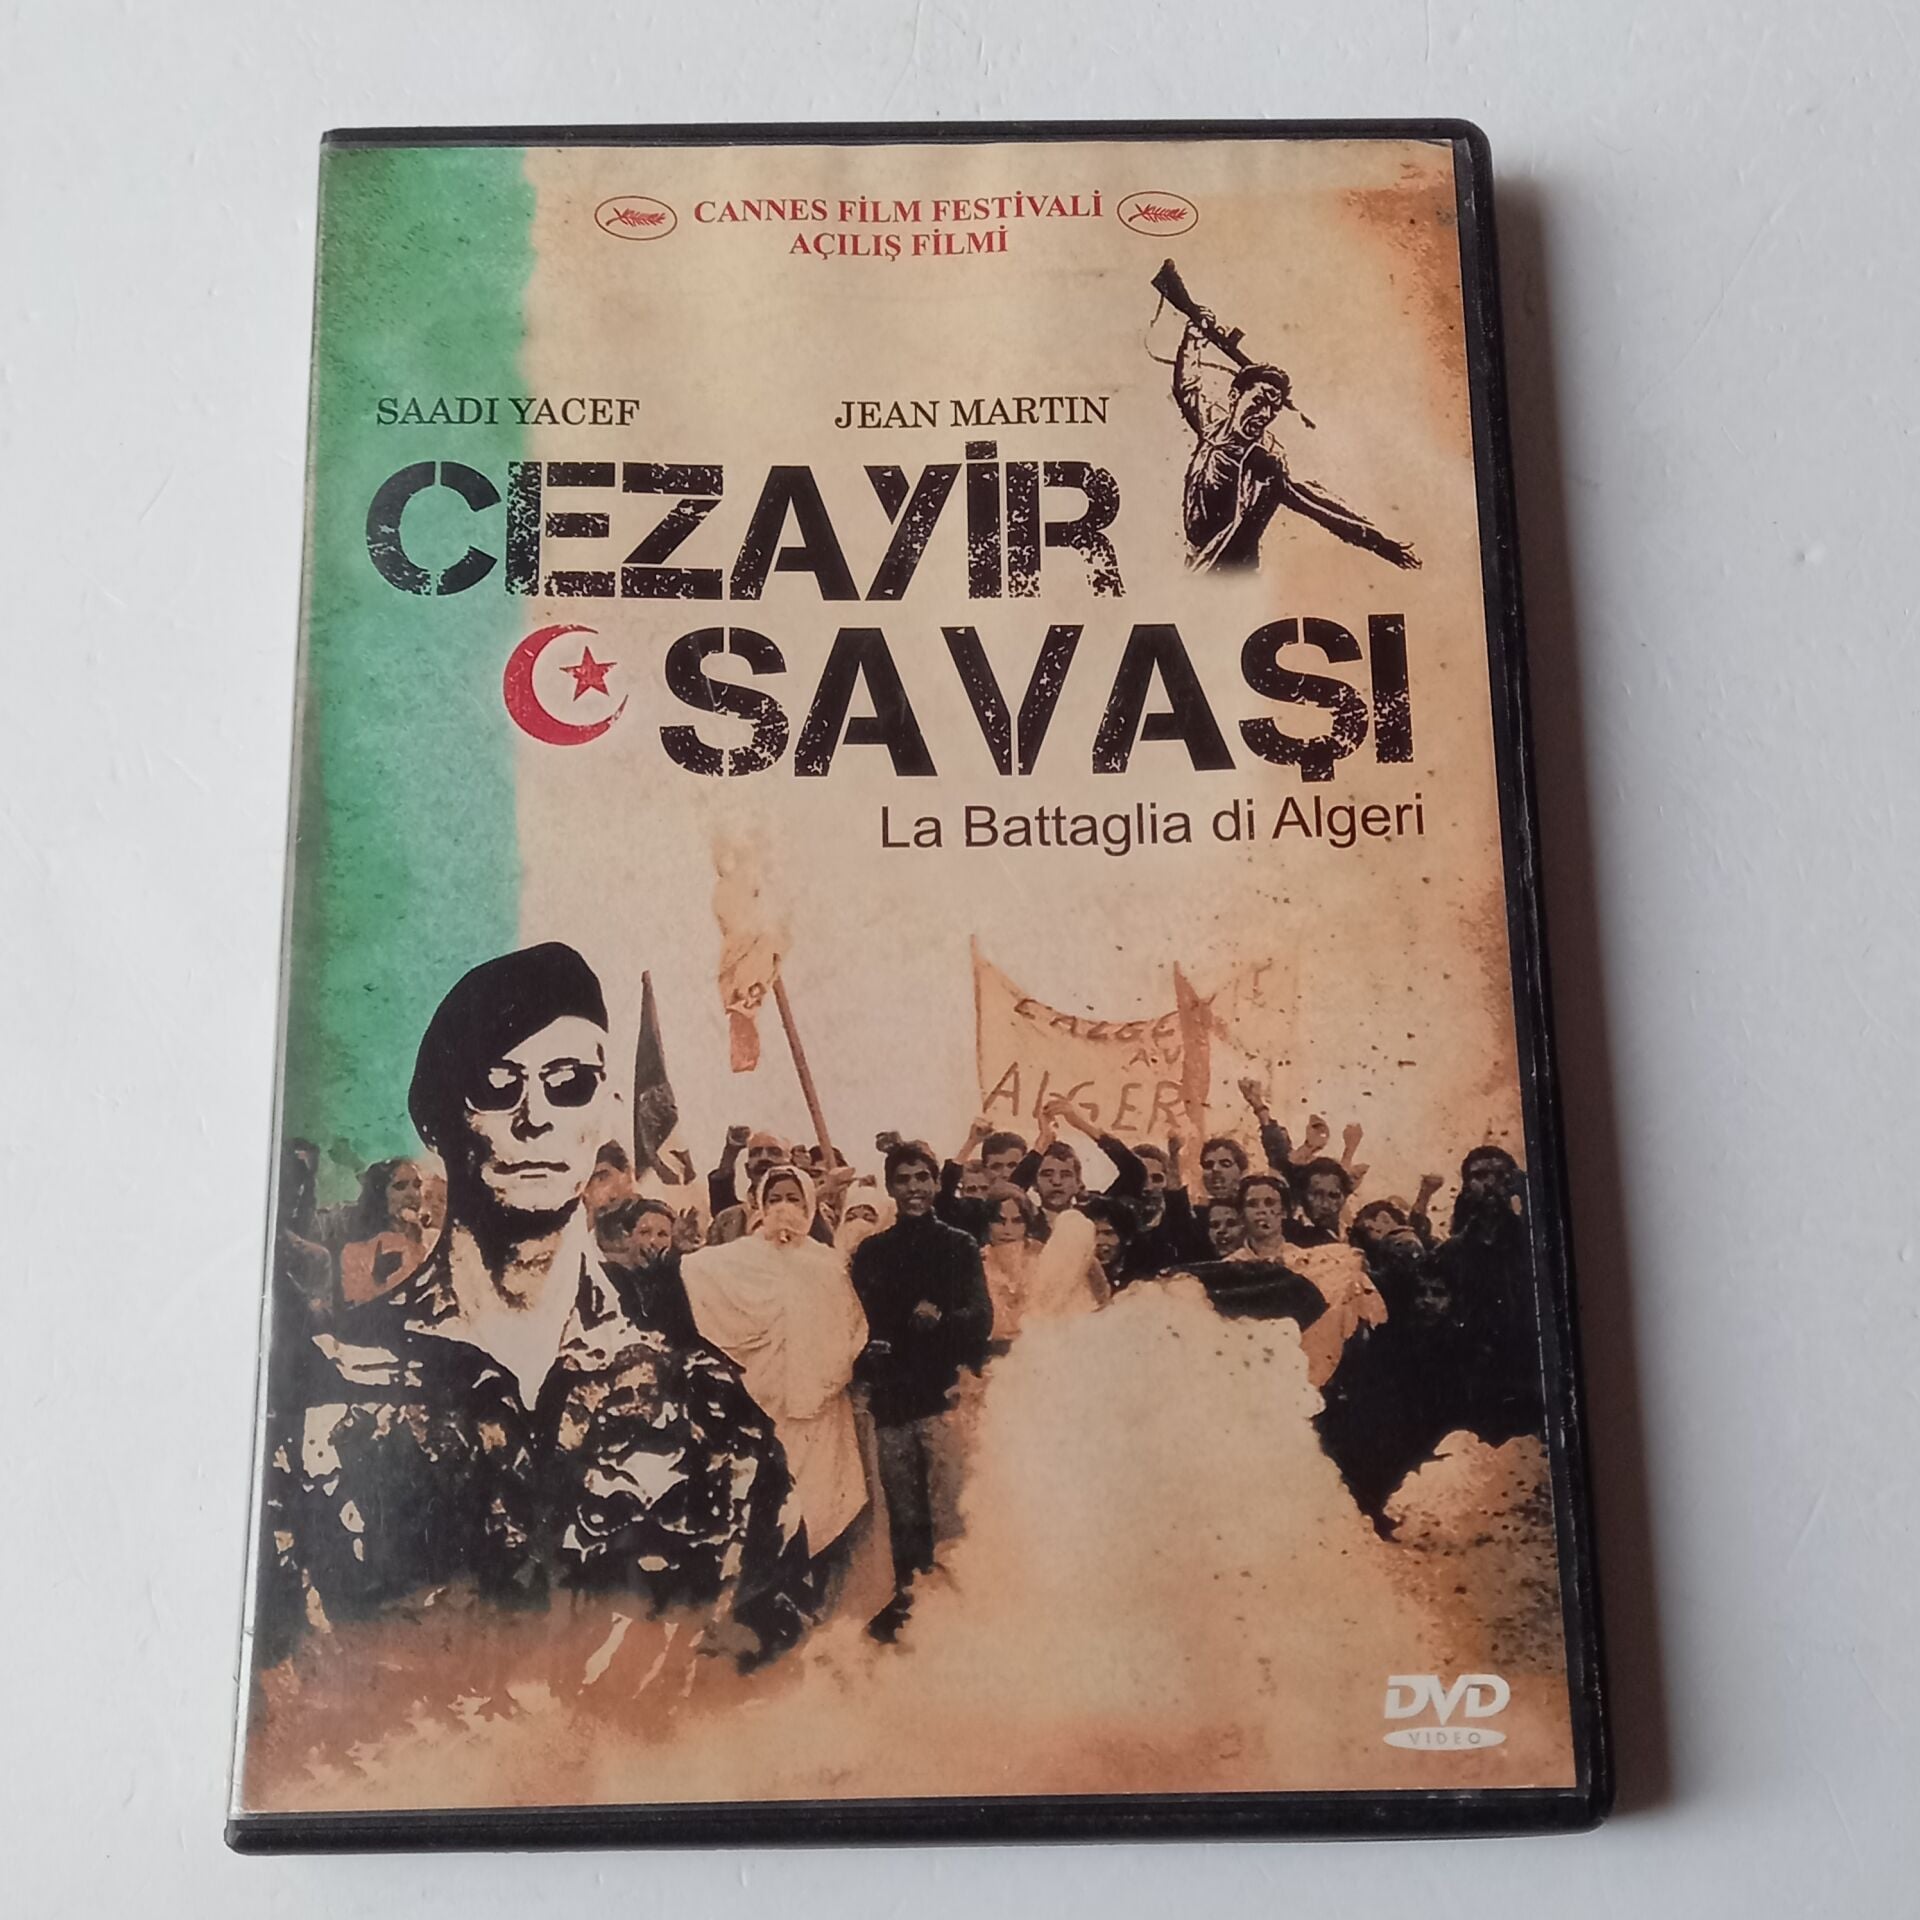 CANNES FİLM FESTİVALİ
AÇILIŞ FİLMİ
SAADI YACEF JEAN MARTIN
CEZAYİR
SAVAŞI
La Battaglia di Algeri
ALGER
DVD
VIDEO